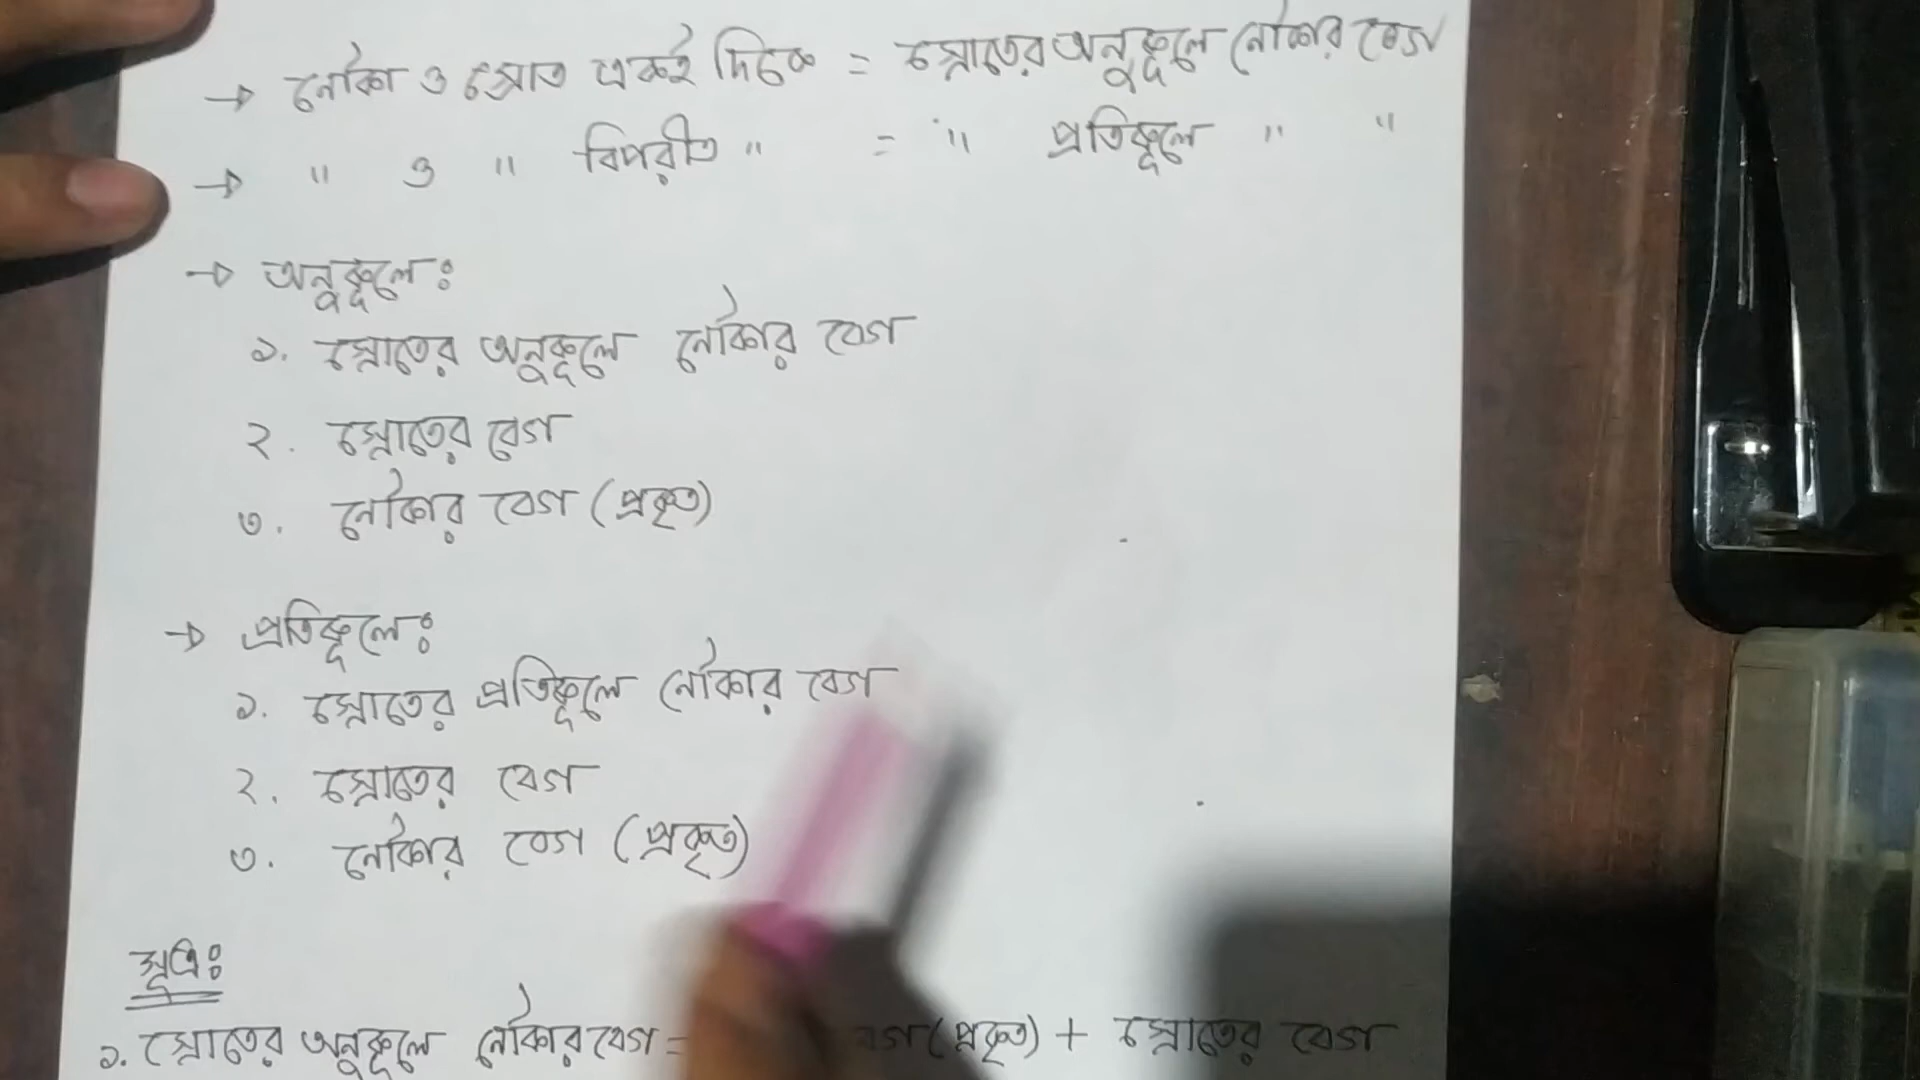 → নৌকা ও স্রোত একই দিকে = স্রোতের অনুকূলে নৌকার বেগ
→ " ও " বিপরীত " = " প্রতিকূলে " "
→ অনুকূলেঃ
১. স্রোতের অনুকূলে নৌকার বেগ
২. স্রোতের বেগ
৩. নৌকার বেগ (প্রকৃত)
→ প্রতিকূলেঃ
১. স্রোতের প্রতিকূলে নৌকার বেগ
২. স্রোতের বেগ
৩. নৌকার বেগ (প্রকৃত)
সূত্রঃ
১. স্রোতের অনুকূলে নৌকার বেগ = বেগ (প্রকৃত) + স্রোতের বেগ